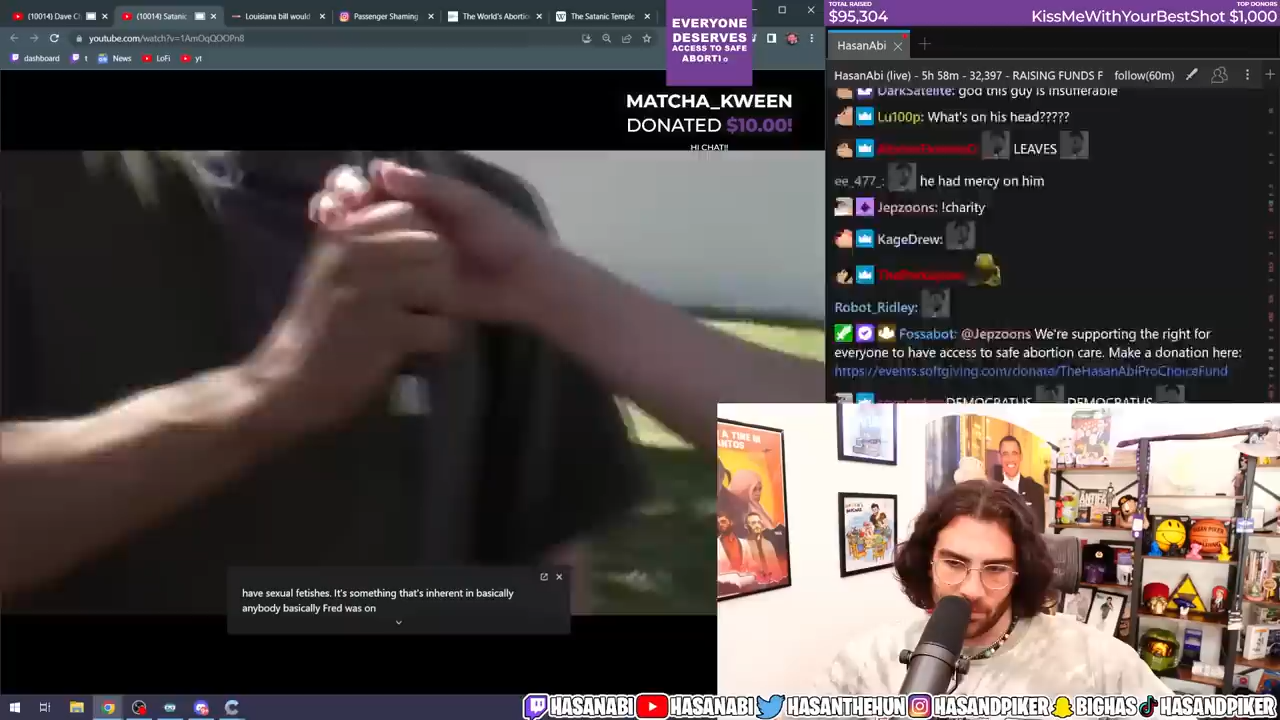 (10014) Dave C
(10014) Satanic
Louisiana bill would
Passenger Shaming
The World's Abortio
The Satanic Temple
youtube.com/watch?v=1AmOqQOOPn8
dashboard
t
News
LoFi
yt
EVERYONE
DESERVES
ACCESS TO SAFE
ABORTI
MATCHA_KWEEN
DONATED $10.00!
HI CHAT!!
have sexual fetishes. It's something that's inherent in basically
anybody basically Fred was on
TOTAL RAISED
$95,304
TOP DONORS
KissMeWithYourBestShot $1,000
HasanAbi
HasanAbi (live) - 5h 58m - 32,397 - RAISING FUNDS F
follow(60m)
DarkSatelite: god this guy is insufferable
Lu100p: What's on his head?????
LEAVES
ee_477_: he had mercy on him
Jepzoons: !charity
KageDrew:
Robot_Ridley:
Fossabot: @Jepzoons We're supporting the right for
everyone to have access to safe abortion care. Make a donation here:
https://events.softgiving.com/donate/TheHasanAbiProChoiceFund
DEMOCRATUS DEMOCRATUS
A TIME IN
ANTIFA
HASAN PIKER
HASANABI
HASANABI
HASANTHEHUN
HASANDPIKER
BIGHAS
HASANDPIKER